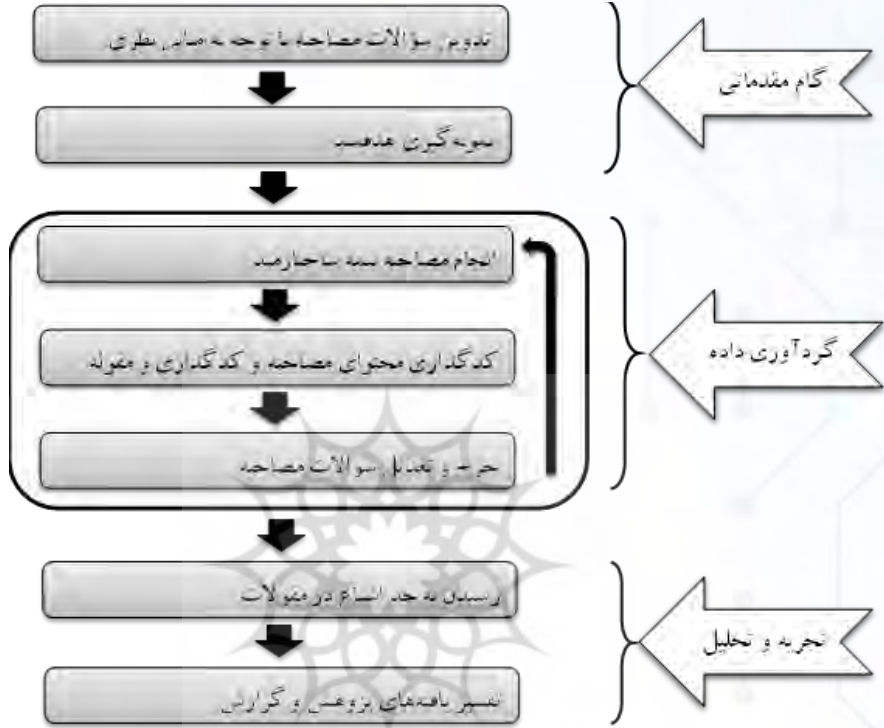 تدوین سؤالات مصاحبه با توجه به مبانی نظری
گام مقدماتی
نمونه‌گیری هدفمند
انجام مصاحبه نیمه ساختارمند
گردآوری داده
کدگذاری محتوای مصاحبه و کدگذاری و مقوله
و تعدیل سوالات مصاحبه
رسیدن به حد اشباع در مقولات
تجزیه و تحلیل
تفسیر یافته‌های پژوهش و گزارش